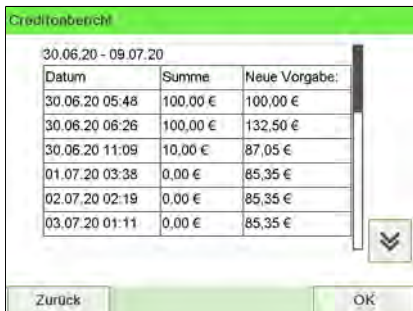 Creditonbericht
30.06.20 - 09.07.20
Datum Summe Neue Vorgabe:
30.06.20 05:48 100,00 € 100,00 €
30.06.20 06:26 100,00 € 132,50 €
30.06.20 11:09 10,00 € 87,05 €
01.07.20 03:38 0,00 € 85,35 €
02.07.20 02:19 0,00 € 85,35 €
03.07.20 01:11 0,00 € 85,35 €
Zurück OK